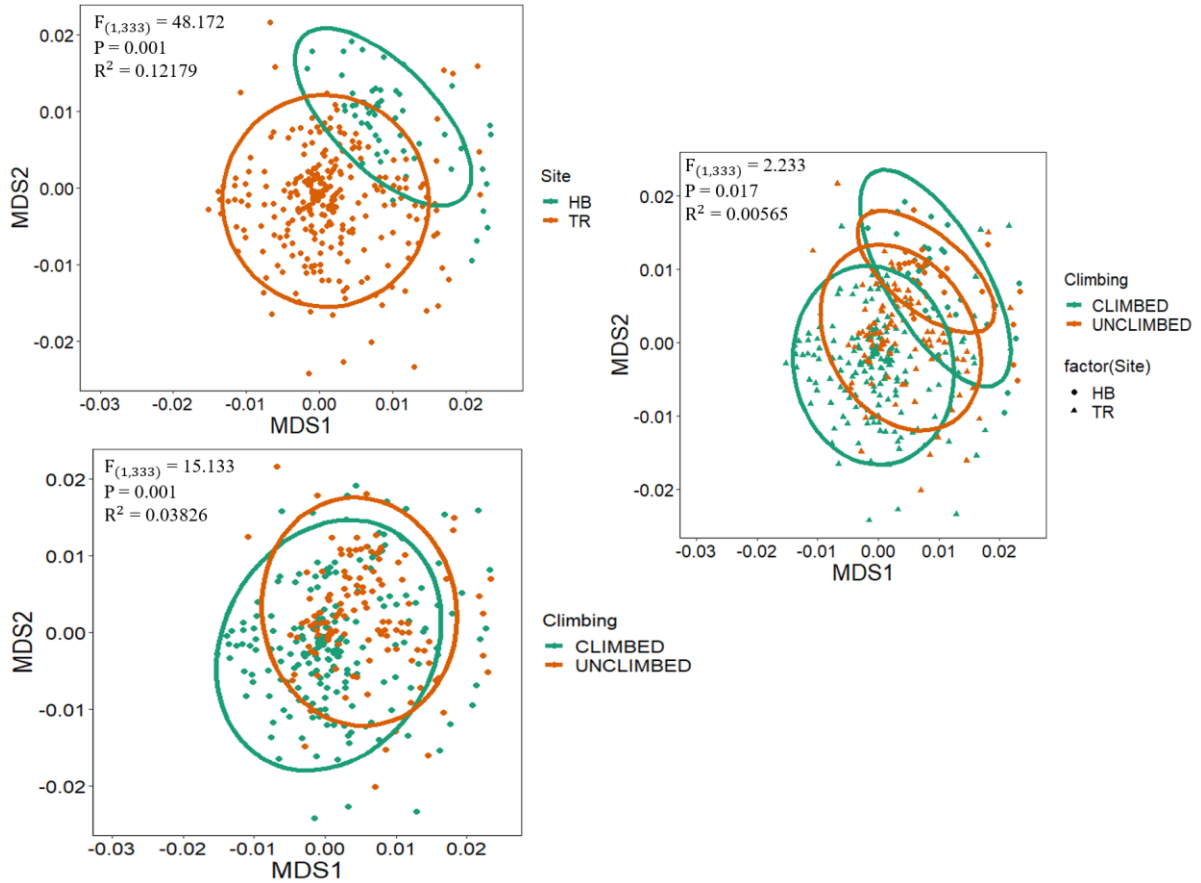 F(1,333) = 48.172
P = 0.001
R² = 0.12179
0.02
0.01
0.00
-0.01
-0.02
MDS2
-0.03 -0.02 -0.01 0.00 0.01 0.02
MDS1
Site
HB
TR
F(1,333) = 2.233
P = 0.017
R² = 0.00565
0.02
0.01
0.00
-0.01
-0.02
MDS2
-0.03 -0.02 -0.01 0.00 0.01 0.02
MDS1
Climbing
CLIMBED
UNCLIMBED
factor(Site)
HB
TR
F(1,333) = 15.133
P = 0.001
R² = 0.03826
0.02
0.01
0.00
-0.01
-0.02
MDS2
-0.03 -0.02 -0.01 0.00 0.01 0.02
MDS1
Climbing
CLIMBED
UNCLIMBED